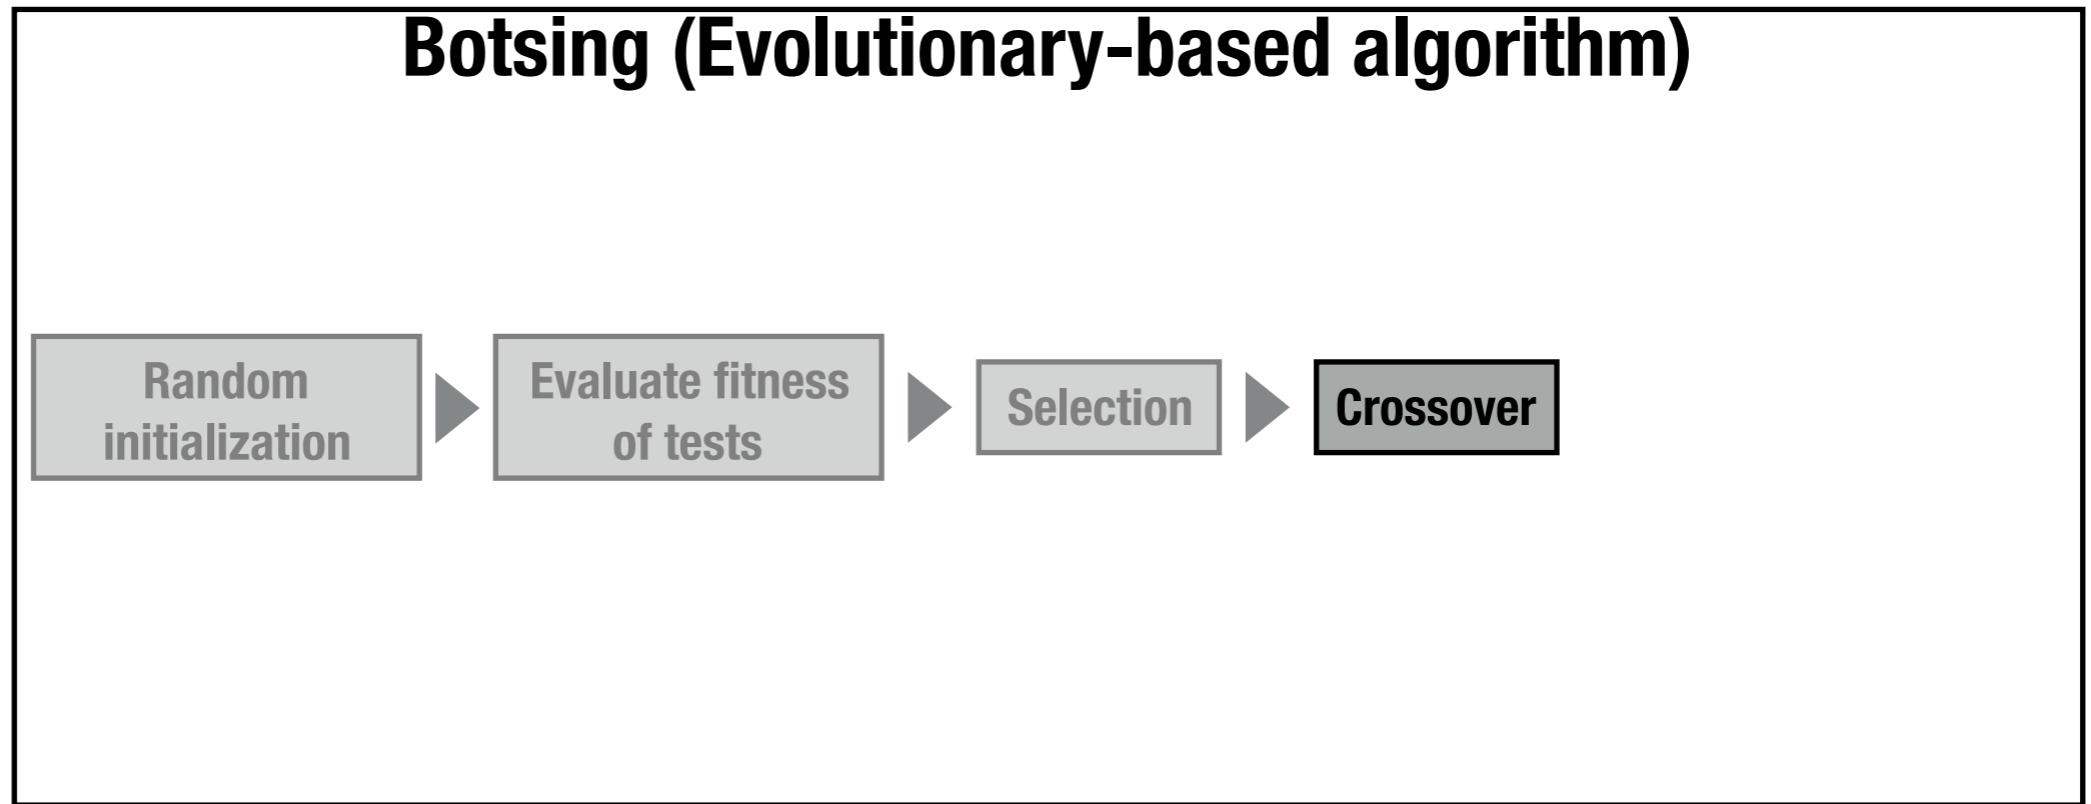 Botsing (Evolutionary-based algorithm)
Random
initialization
Evaluate fitness
of tests
Selection
Crossover